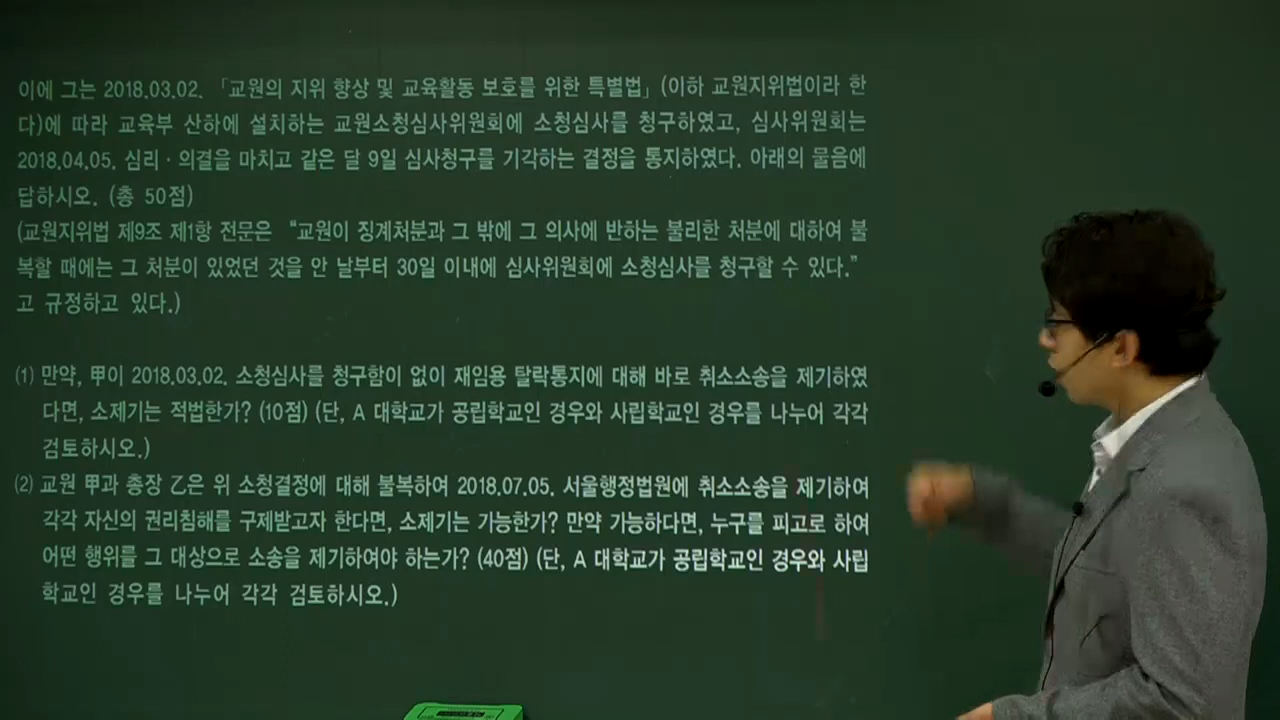 이에 그는 2018.03.02. 「교원의 지위 향상 및 교육활동 보호를 위한 특별법」(이하 교원지위법이라 한
다)에 따라 교육부 산하에 설치하는 교원소청심사위원회에 소청심사를 청구하였고, 심사위원회는
2018.04.05. 심리·의결을 마치고 같은 달 9일 심사청구를 기각하는 결정을 통지하였다. 아래의 물음에
답하시오. (총 50점)
(교원지위법 제9조 제1항 전문은 “교원이 징계처분과 그 밖에 그 의사에 반하는 불리한 처분에 대하여 불
복할 때에는 그 처분이 있었던 것을 안 날부터 30일 이내에 심사위원회에 소청심사를 청구할 수 있다.”
고 규정하고 있다.)
(1) 만약, 甲이 2018.03.02. 소청심사를 청구함이 없이 재임용 탈락통지에 대해 바로 취소소송을 제기하였
다면, 소제기는 적법한가? (10점) (단, A 대학교가 공립학교인 경우와 사립학교인 경우를 나누어 각각
검토하시오.)
(2) 교원 甲과 총장 乙은 위 소청결정에 대해 불복하여 2018.07.05. 서울행정법원에 취소소송을 제기하여
각각 자신의 권리침해를 구제받고자 한다면, 소제기는 가능한가? 만약 가능하다면, 누구를 피고로 하여
어떤 행위를 그 대상으로 소송을 제기하여야 하는가? (40점) (단, A 대학교가 공립학교인 경우와 사립
학교인 경우를 나누어 각각 검토하시오.)